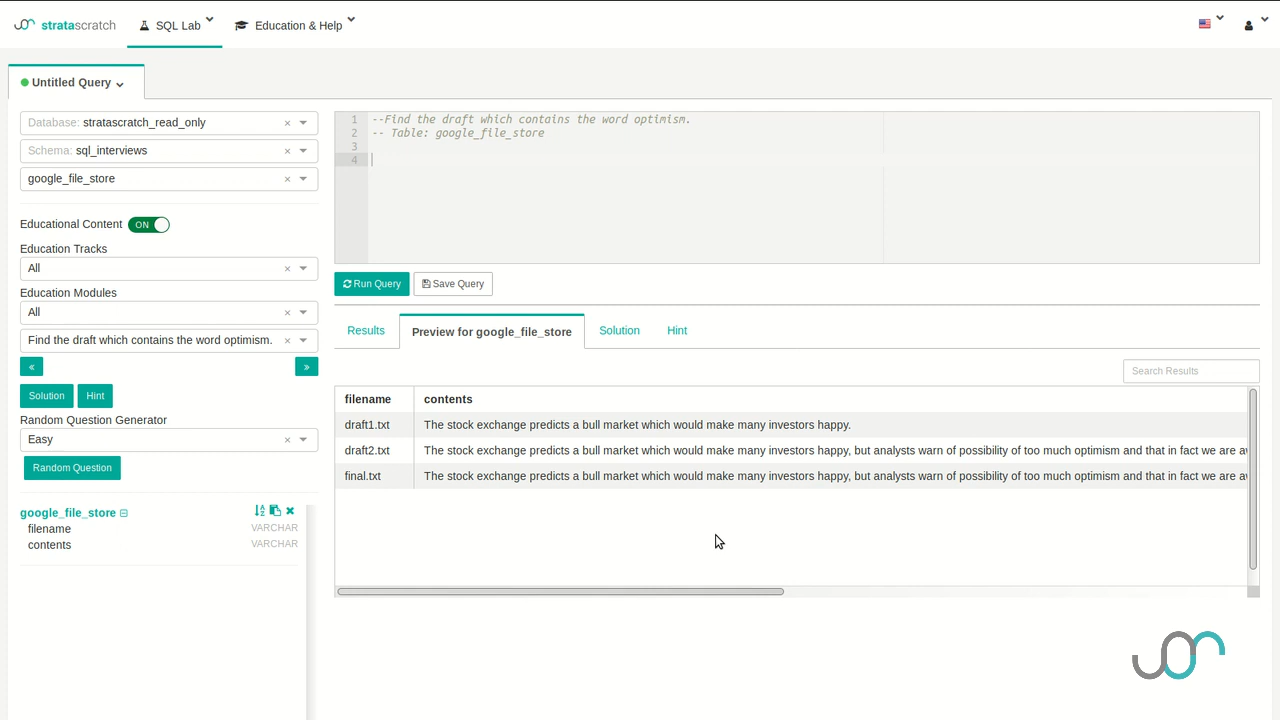 stratascratch
SQL Lab
Education & Help
Untitled Query
Database: stratascratch_read_only
Schema: sql_interviews
google_file_store
Educational Content ON
Education Tracks
All
Education Modules
All
Find the draft which contains the word optimism.
«
»
Solution
Hint
Random Question Generator
Easy
Random Question
google_file_store
filename VARCHAR
contents VARCHAR
1 --Find the draft which contains the word optimism.
2 -- Table: google_file_store
3
4
Run Query
Save Query
Results
Preview for google_file_store
Solution
Hint
Search Results
filename contents
draft1.txt The stock exchange predicts a bull market which would make many investors happy.
draft2.txt The stock exchange predicts a bull market which would make many investors happy, but analysts warn of possibility of too much optimism and that in fact we are
final.txt The stock exchange predicts a bull market which would make many investors happy, but analysts warn of possibility of too much optimism and that in fact we are